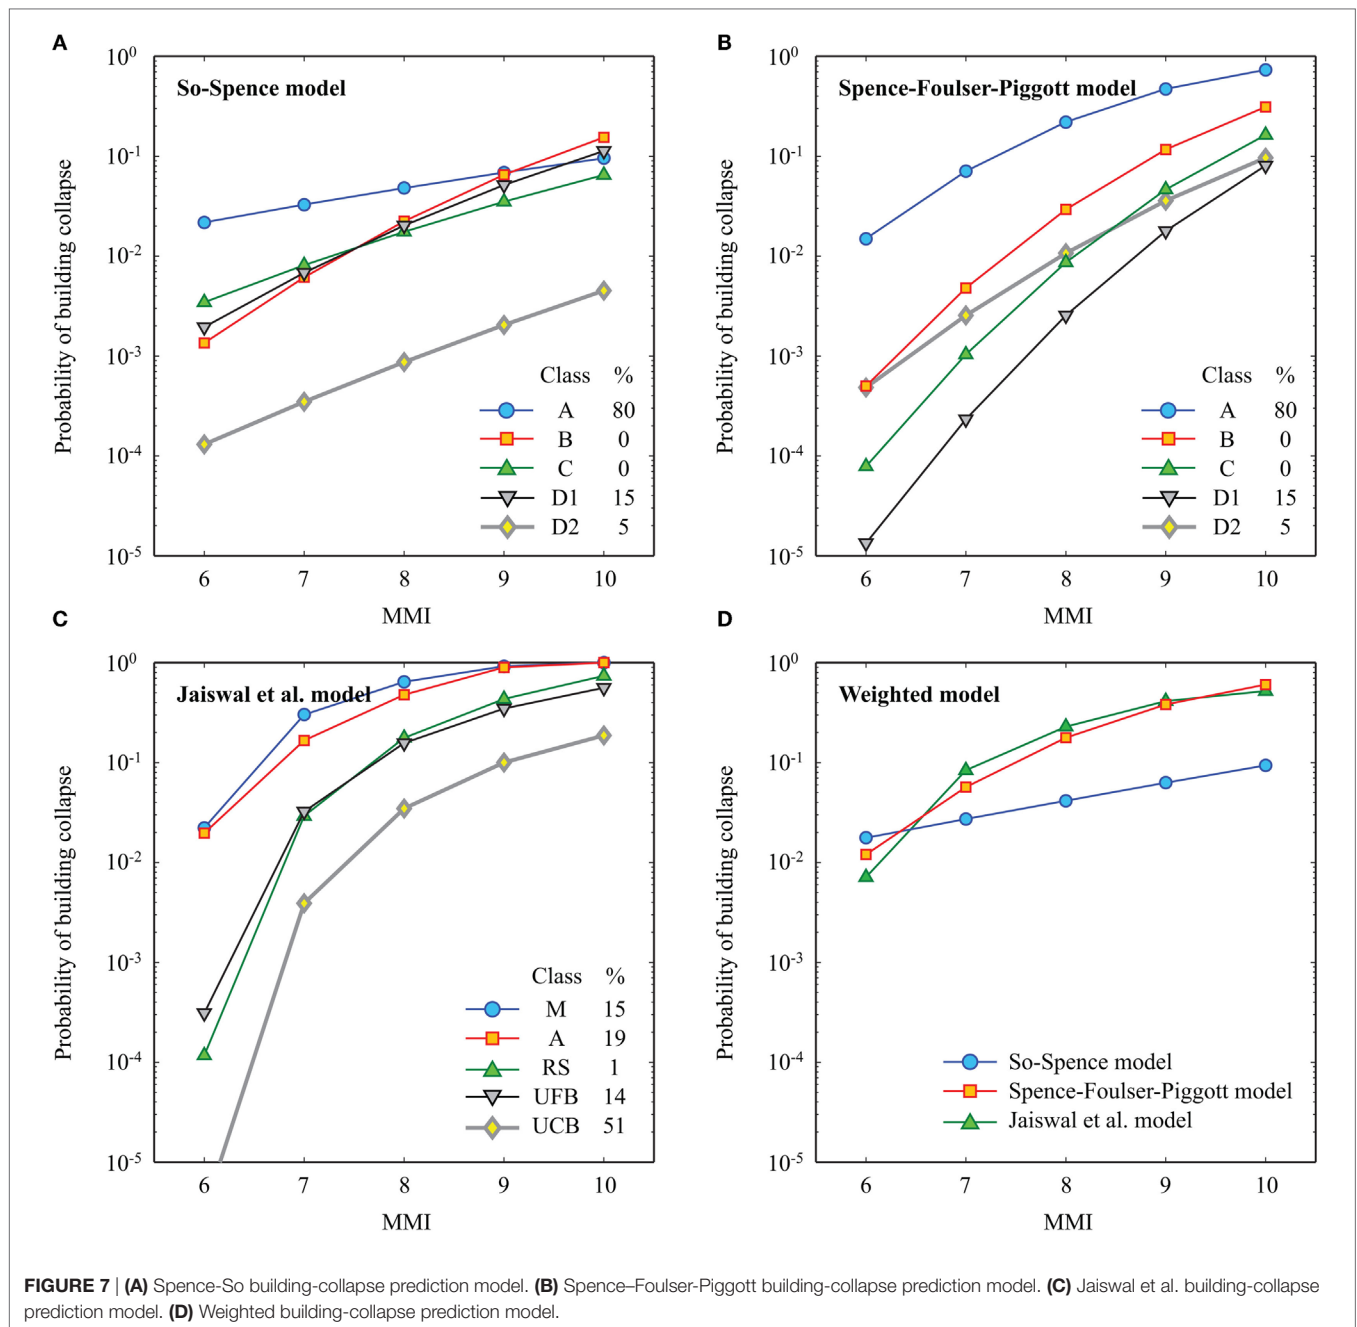 A
So-Spence model
Probability of building collapse
10^0
10^-1
10^-2
10^-3
10^-4
10^-5
6 7 8 9 10
MMI
Class %
A 80
B 0
C 0
D1 15
D2 5
B
Spence-Foulser-Piggott model
Probability of building collapse
10^0
10^-1
10^-2
10^-3
10^-4
10^-5
6 7 8 9 10
MMI
Class %
A 80
B 0
C 0
D1 15
D2 5
C
Jaiswal et al. model
Probability of building collapse
10^0
10^-1
10^-2
10^-3
10^-4
10^-5
6 7 8 9 10
MMI
Class %
M 15
A 19
RS 1
UFB 14
UCB 51
D
Weighted model
Probability of building collapse
10^0
10^-1
10^-2
10^-3
10^-4
10^-5
6 7 8 9 10
MMI
So-Spence model
Spence-Foulser-Piggott model
Jaiswal et al. model
FIGURE 7 | (A) Spence-So building-collapse prediction model. (B) Spence–Foulser-Piggott building-collapse prediction model. (C) Jaiswal et al. building-collapse
prediction model. (D) Weighted building-collapse prediction model.